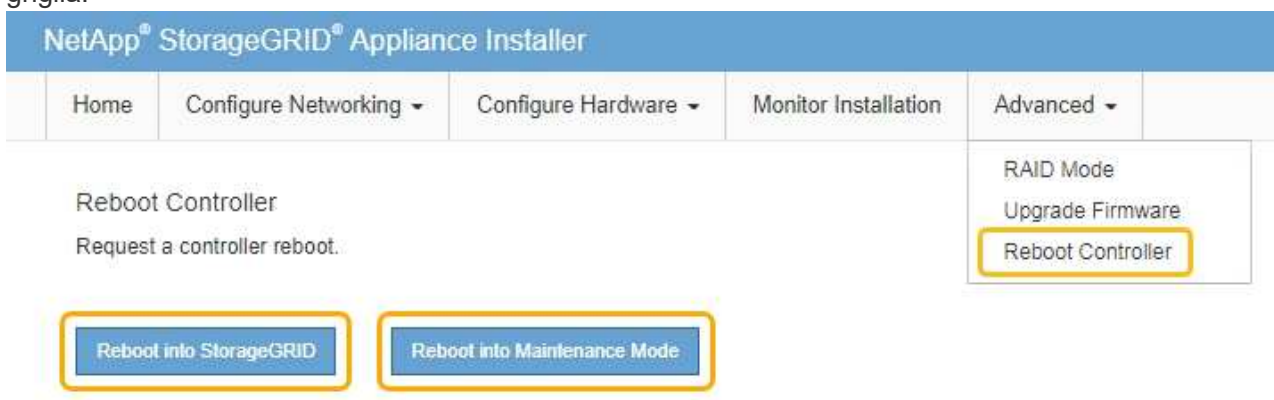 griglia.
NetApp® StorageGRID® Appliance Installer
Home Configure Networking Configure Hardware Monitor Installation Advanced
RAID Mode
Upgrade Firmware
Reboot Controller
Reboot Controller
Request a controller reboot.
Reboot into StorageGRID Reboot into Maintenance Mode